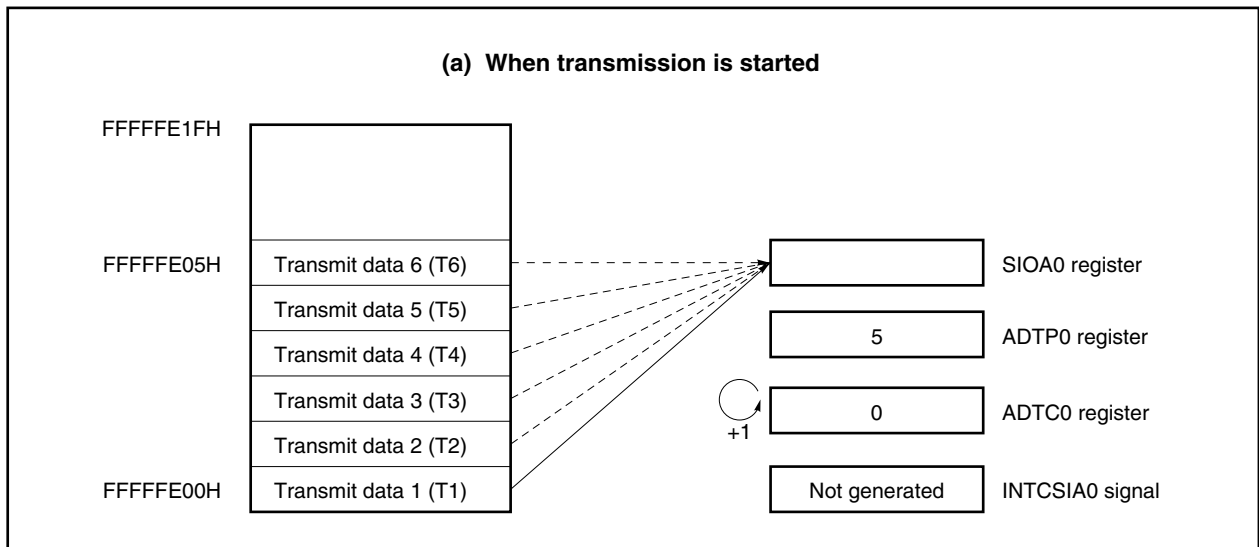 (a) When transmission is started
FFFFFE1FH
FFFFFE05H Transmit data 6 (T6) SIOA0 register
Transmit data 5 (T5) 5 ADTP0 register
Transmit data 4 (T4)
Transmit data 3 (T3) 0 ADTC0 register
+1
Transmit data 2 (T2)
FFFFFE00H Transmit data 1 (T1) Not generated INTCSIA0 signal